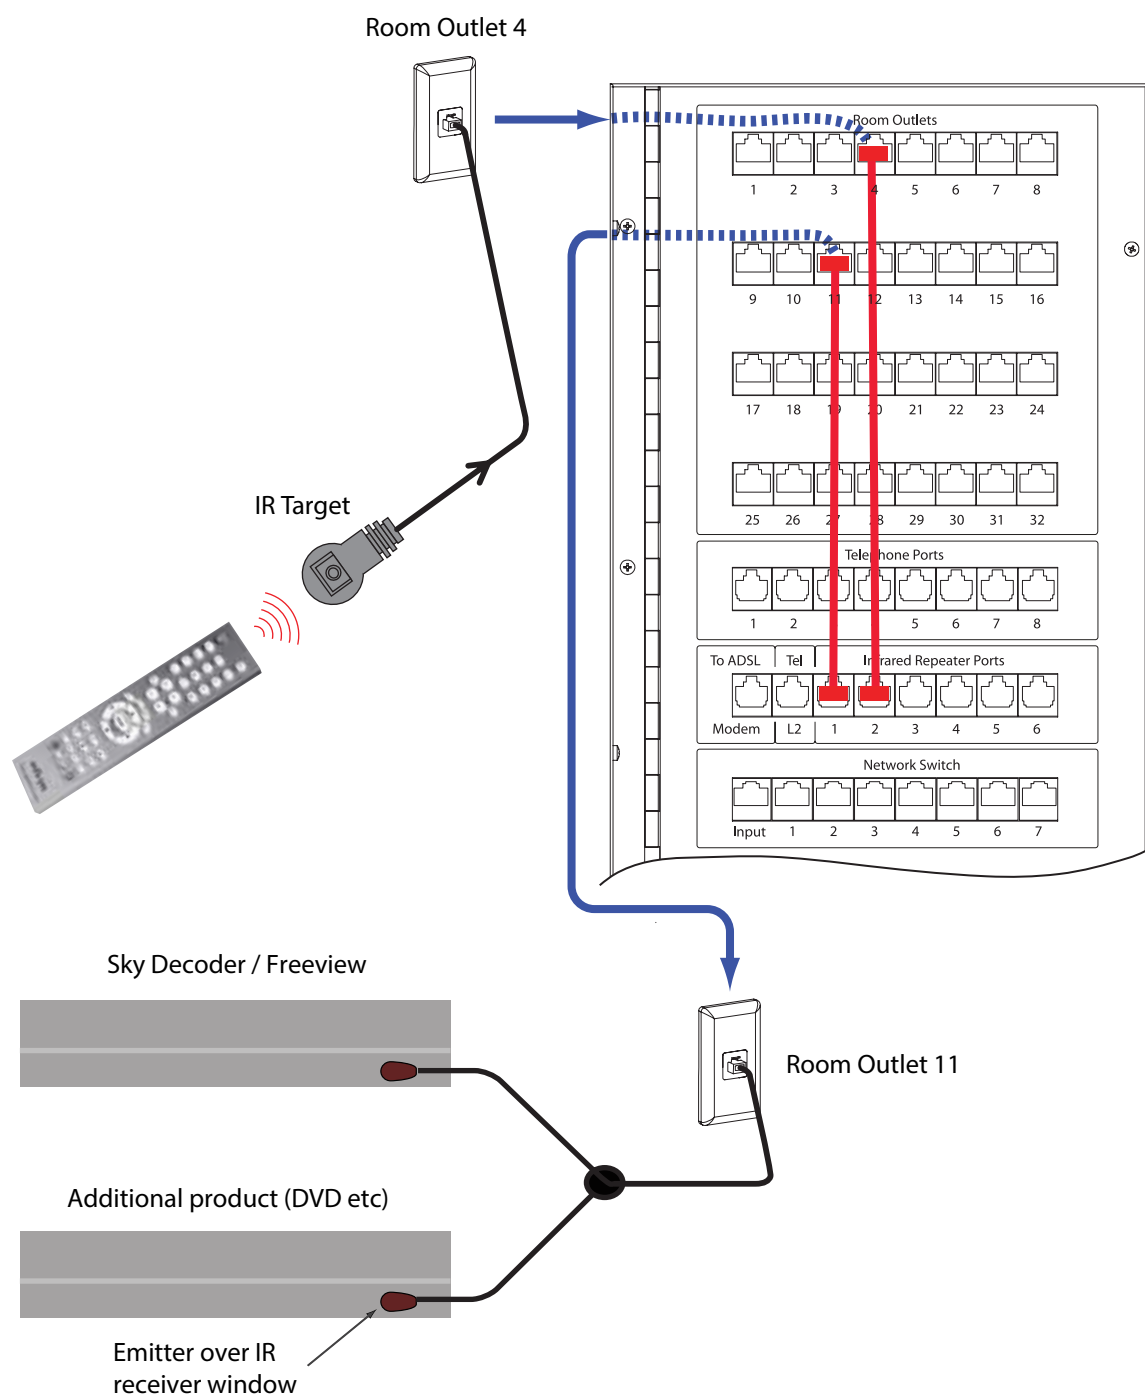 Room Outlet 4
Room Outlets
1 2 3 4 5 6 7 8
9 10 11 12 13 14 15 16
17 18 19 20 21 22 23 24
25 26 27 28 29 30 31 32
IR Target
Telephone Ports
1 2 5 6 7 8
To ADSL Tel Infrared Repeater Ports
Modem L2 1 2 3 4 5 6
Network Switch
Input 1 2 3 4 5 6 7
Sky Decoder / Freeview
Room Outlet 11
Additional product (DVD etc)
Emitter over IR
receiver window